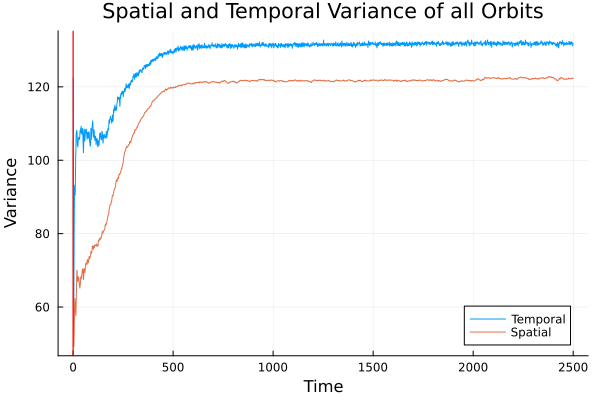 Spatial and Temporal Variance of all Orbits
Variance
120
100
80
60
Temporal
Spatial
0
500
1000
1500
2000
2500
Time